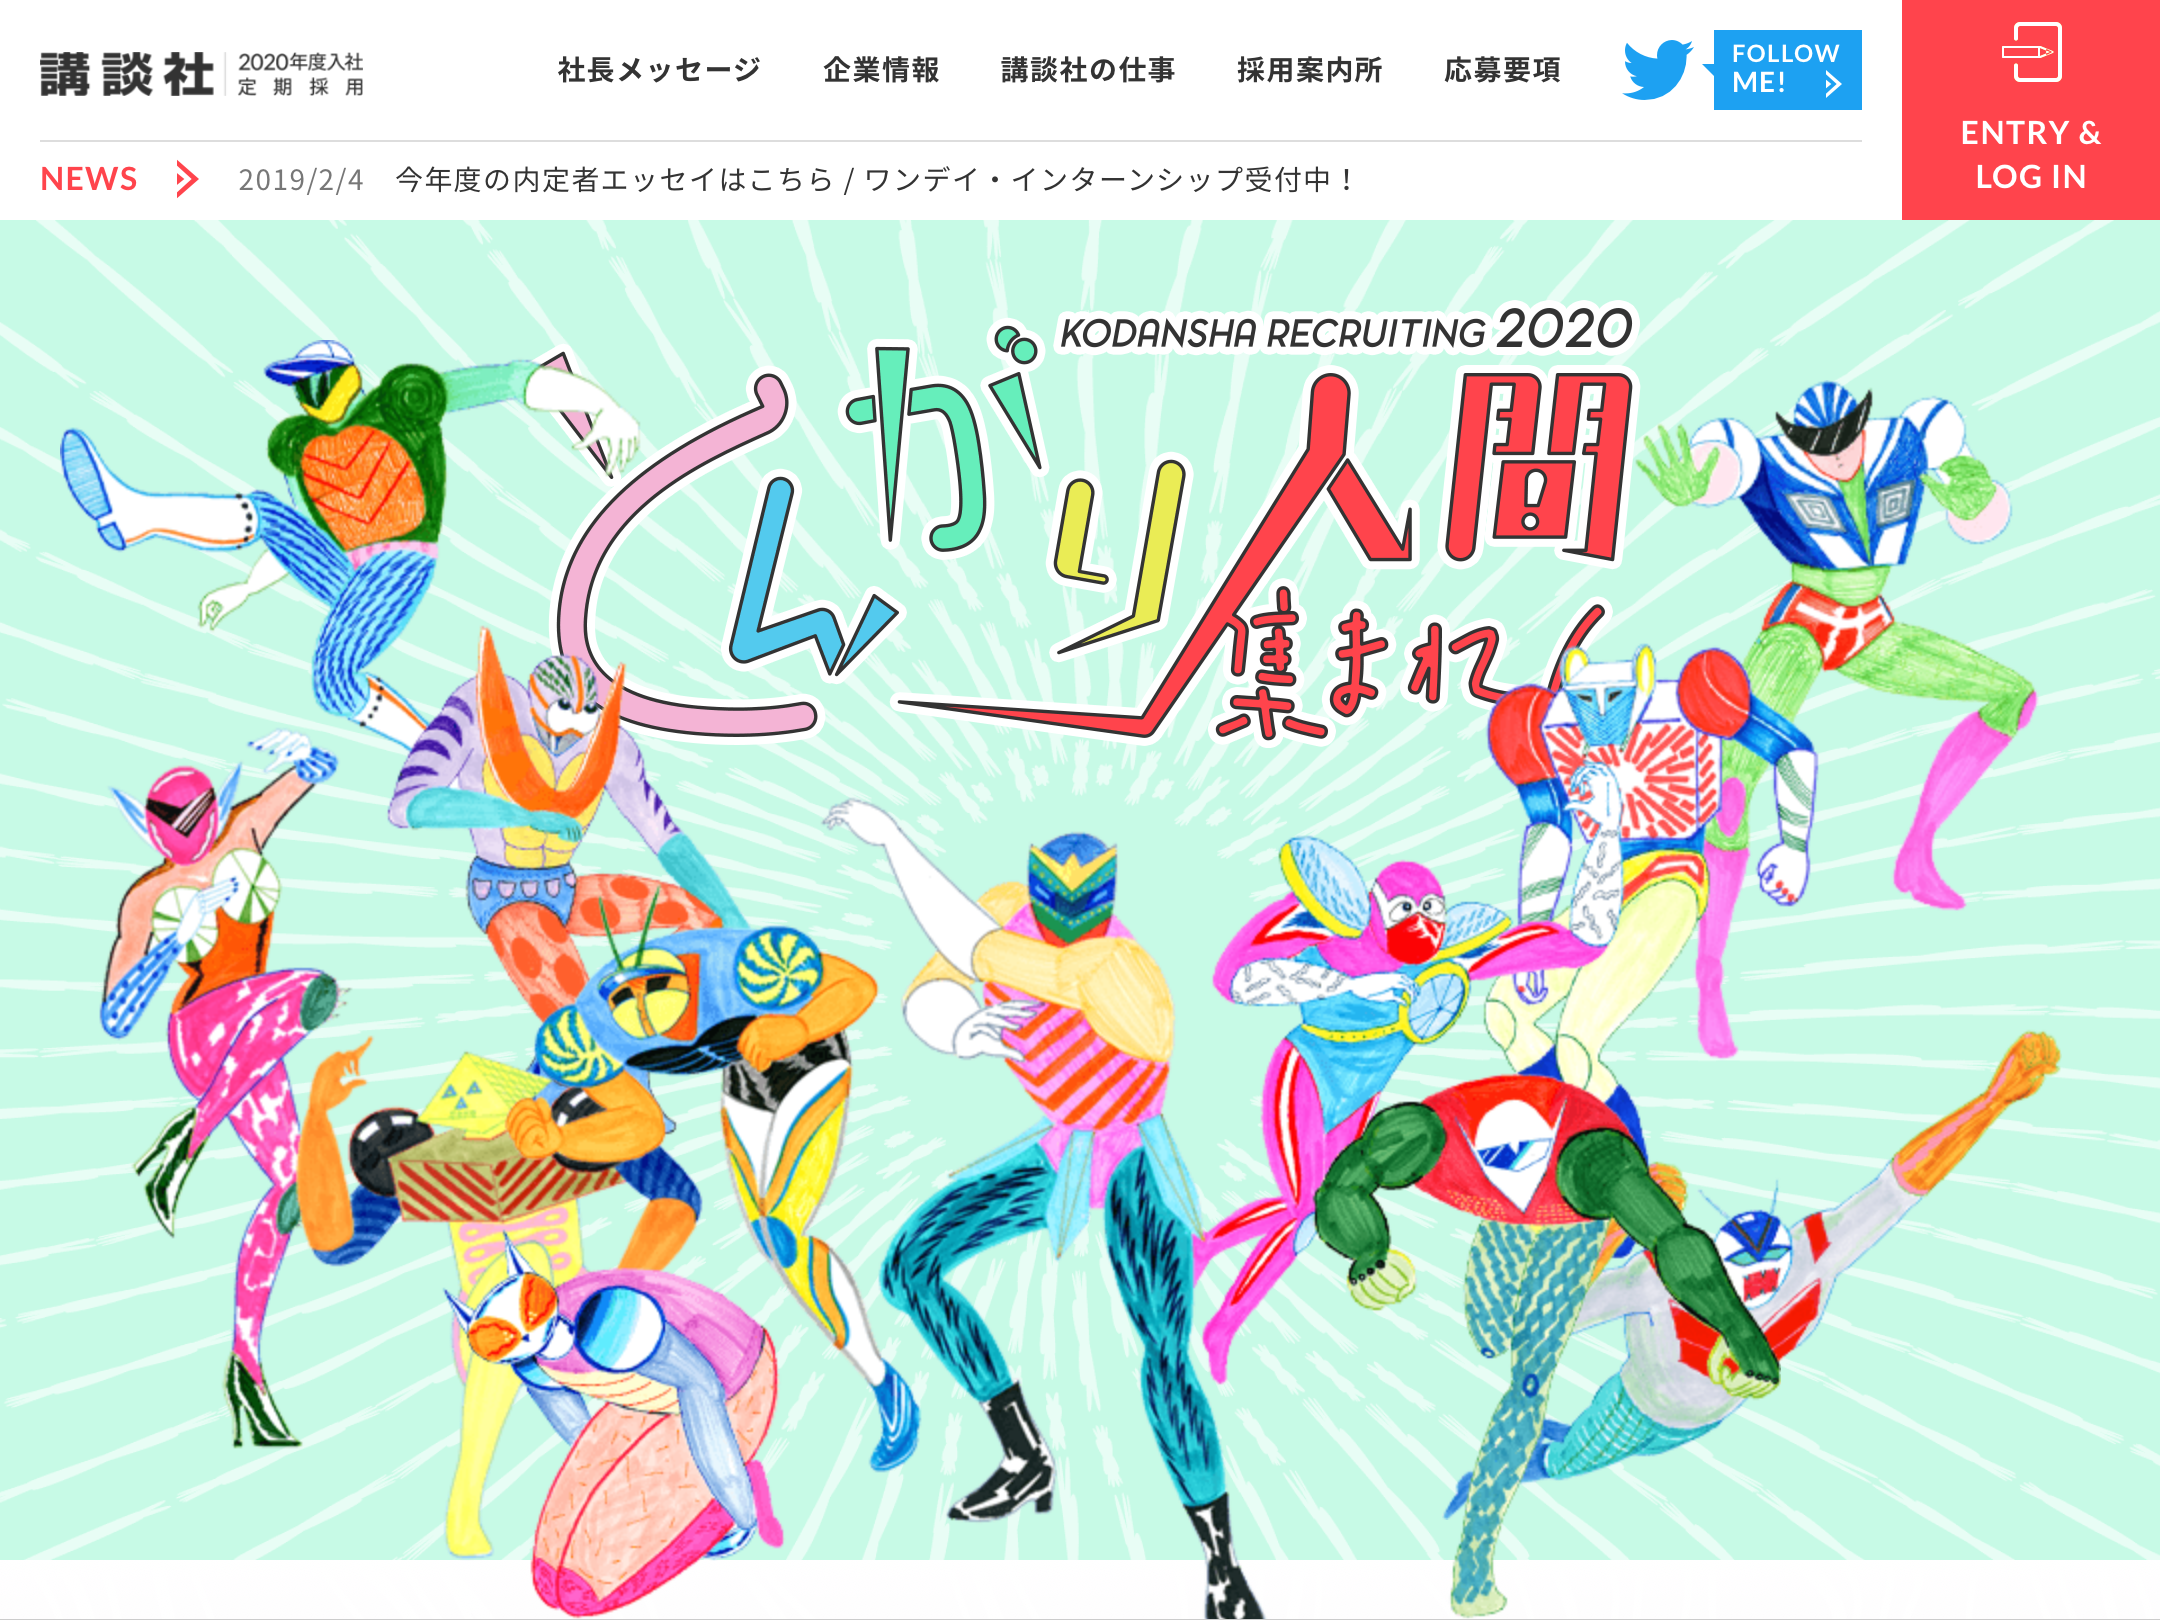 講談社
2020年度入社
定期採用
社長メッセージ
企業情報
講談社の仕事
採用案内所
応募要項
FOLLOW
ME!
ENTRY &
LOG IN
NEWS
2019/2/4 今年度の内定者エッセイはこちら / ワンデイ・インターンシップ受付中！
KODANSHA RECRUITING 2020
とんがり人間
集まれ